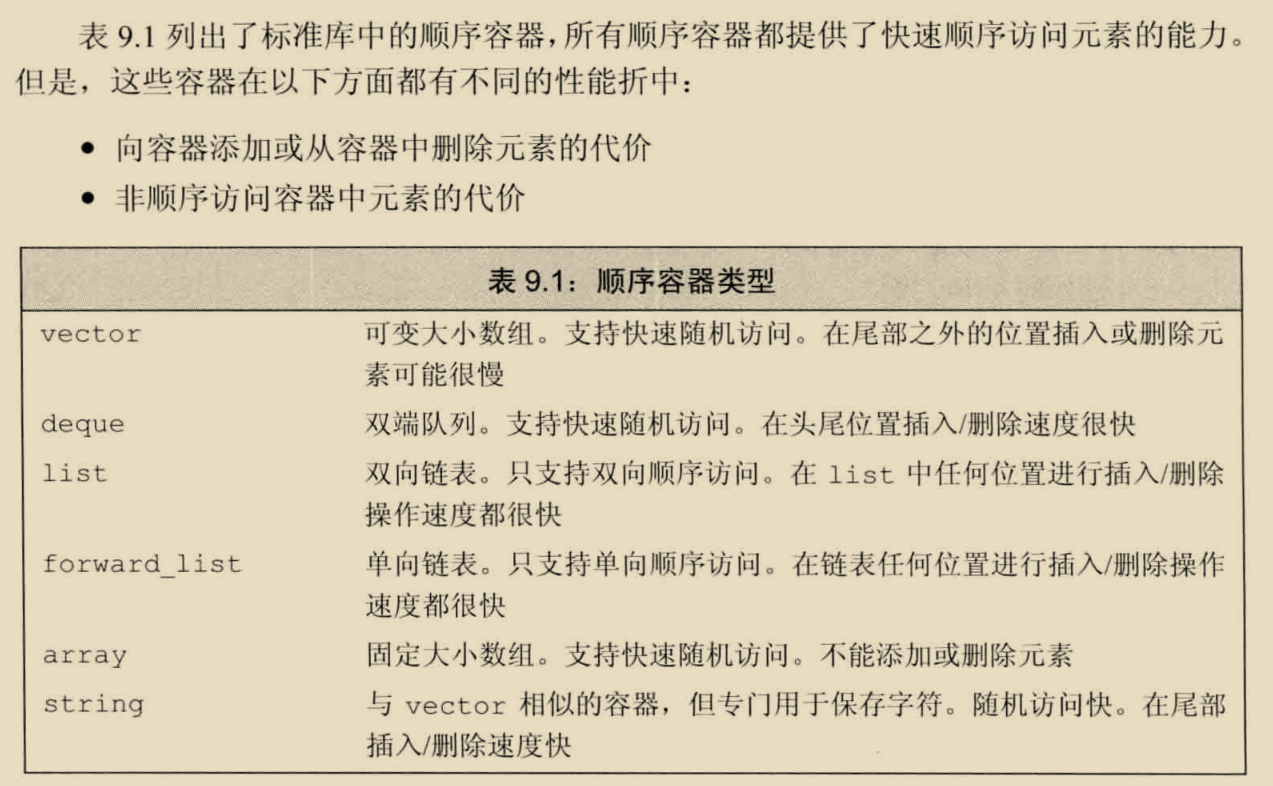 表 9.1 列出了标准库中的顺序容器，所有顺序容器都提供了快速顺序访问元素的能力。
但是，这些容器在以下方面都有不同的性能折中：
• 向容器添加或从容器中删除元素的代价
• 非顺序访问容器中元素的代价
表 9.1：顺序容器类型
vector 可变大小数组。支持快速随机访问。在尾部之外的位置插入或删除元
素可能很慢
deque 双端队列。支持快速随机访问。在头尾位置插入/删除速度很快
list 双向链表。只支持双向顺序访问。在 list 中任何位置进行插入/删除
操作速度都很快
forward_list 单向链表。只支持单向顺序访问。在链表任何位置进行插入/删除操作
速度都很快
array 固定大小数组。支持快速随机访问。不能添加或删除元素
string 与 vector 相似的容器，但专门用于保存字符。随机访问快。在尾部
插入/删除速度快